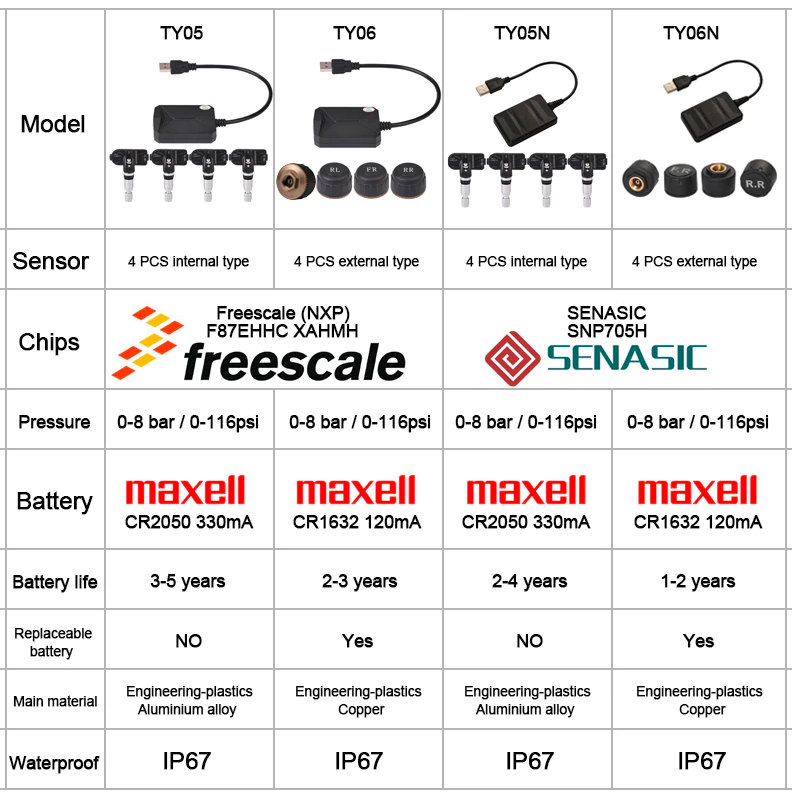 TY05 TY06 TY05N TY06N
Model
RL FR RR R.R
Sensor 4 PCS internal type 4 PCS external type 4 PCS internal type 4 PCS external type
Chips
Freescale (NXP) SENASIC
F87EHHC XAHMH SNP705H
freescale SENASIC
Pressure 0-8 bar / 0-116psi 0-8 bar / 0-116psi 0-8 bar / 0-116psi 0-8 bar / 0-116psi
Battery
maxell maxell maxell maxell
CR2050 330mA CR1632 120mA CR2050 330mA CR1632 120mA
Battery life 3-5 years 2-3 years 2-4 years 1-2 years
Replaceable
battery
NO Yes NO Yes
Main material
Engineering-plastics Engineering-plastics Engineering-plastics Engineering-plastics
Aluminium alloy Copper Aluminium alloy Copper
Waterproof IP67 IP67 IP67 IP67